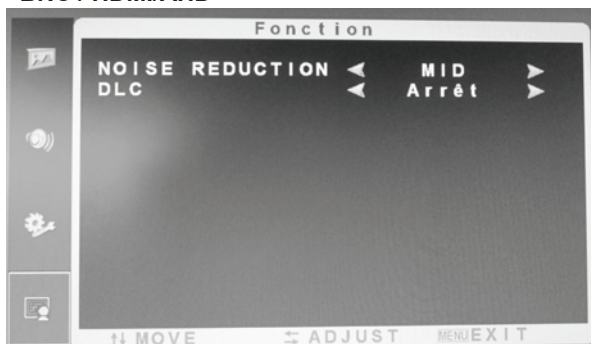 Fonction
NOISE REDUCTION MID
DLC Arrêt
MOVE ADJUST MENU EXIT